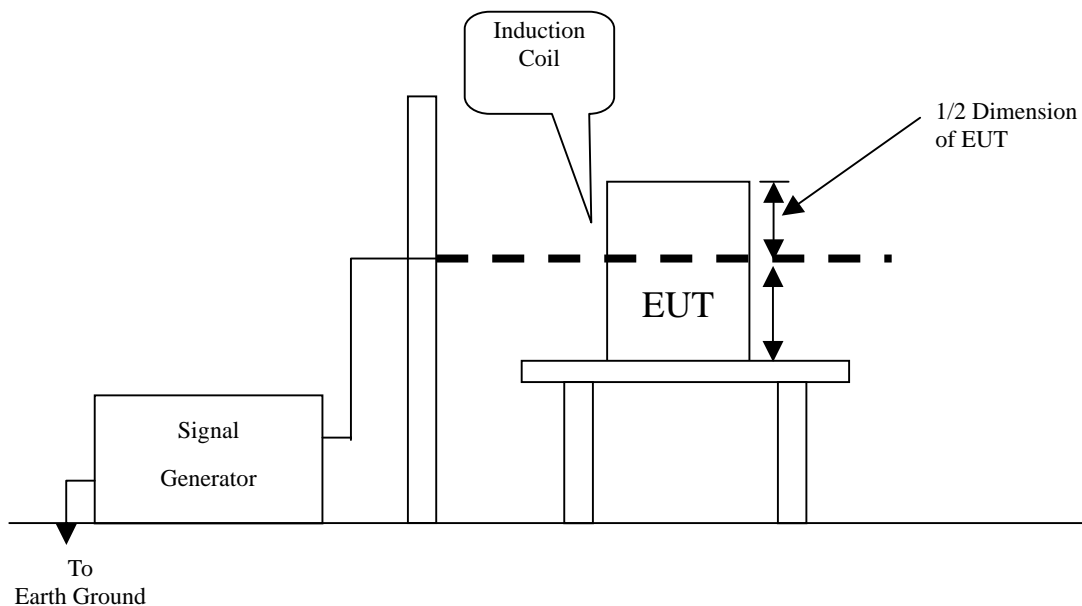 Induction
Coil
1/2 Dimension
of EUT
EUT
Signal
Generator
To
Earth Ground